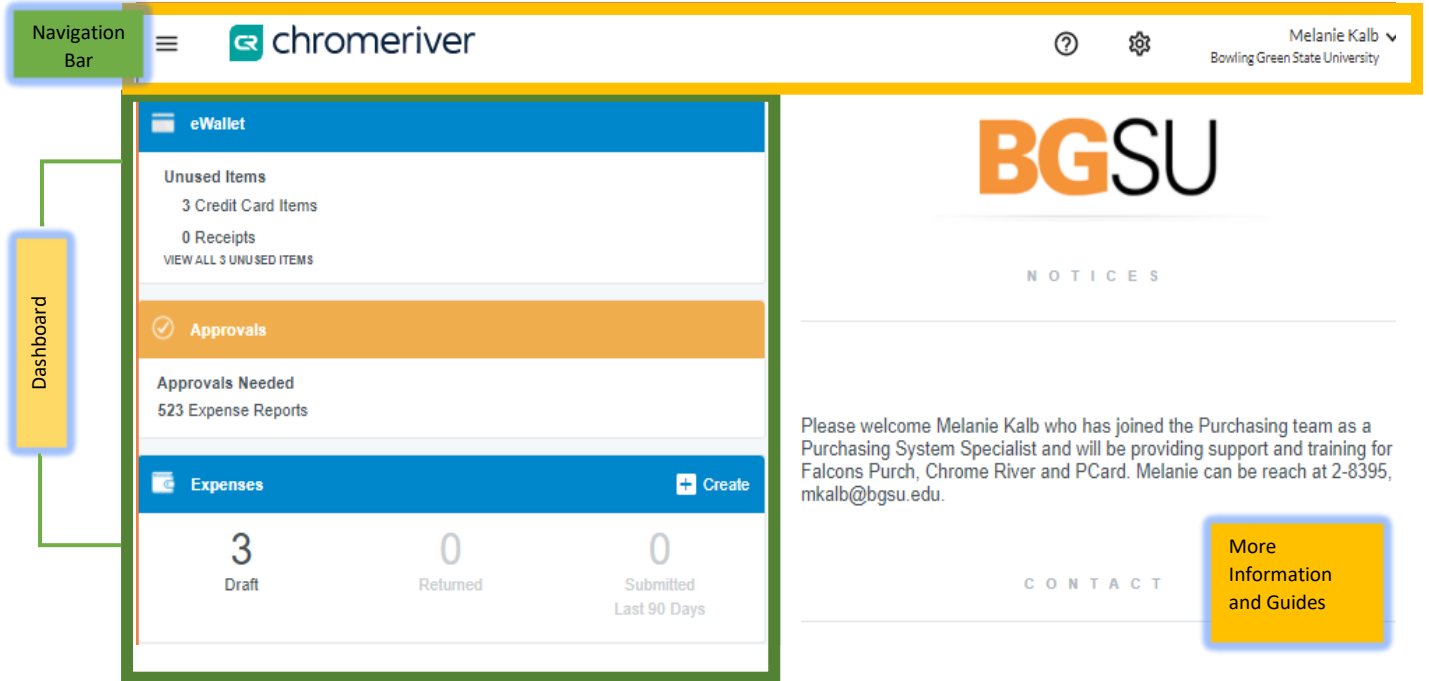 Navigation
Bar
CR chromeriver
?
Melanie Kalb
Bowling Green State University
eWallet
Unused Items
3 Credit Card Items
0 Receipts
VIEW ALL 3 UNUSED ITEMS
Approvals
Approvals Needed
523 Expense Reports
Expenses
+ Create
3
Draft
0
Returned
0
Submitted
Last 90 Days
Dashboard
BGSU
NOTICES
Please welcome Melanie Kalb who has joined the Purchasing team as a
Purchasing System Specialist and will be providing support and training for
Falcons Purch, Chrome River and PCard. Melanie can be reach at 2-8395,
mkalb@bgsu.edu.
CONTACT
More
Information
and Guides